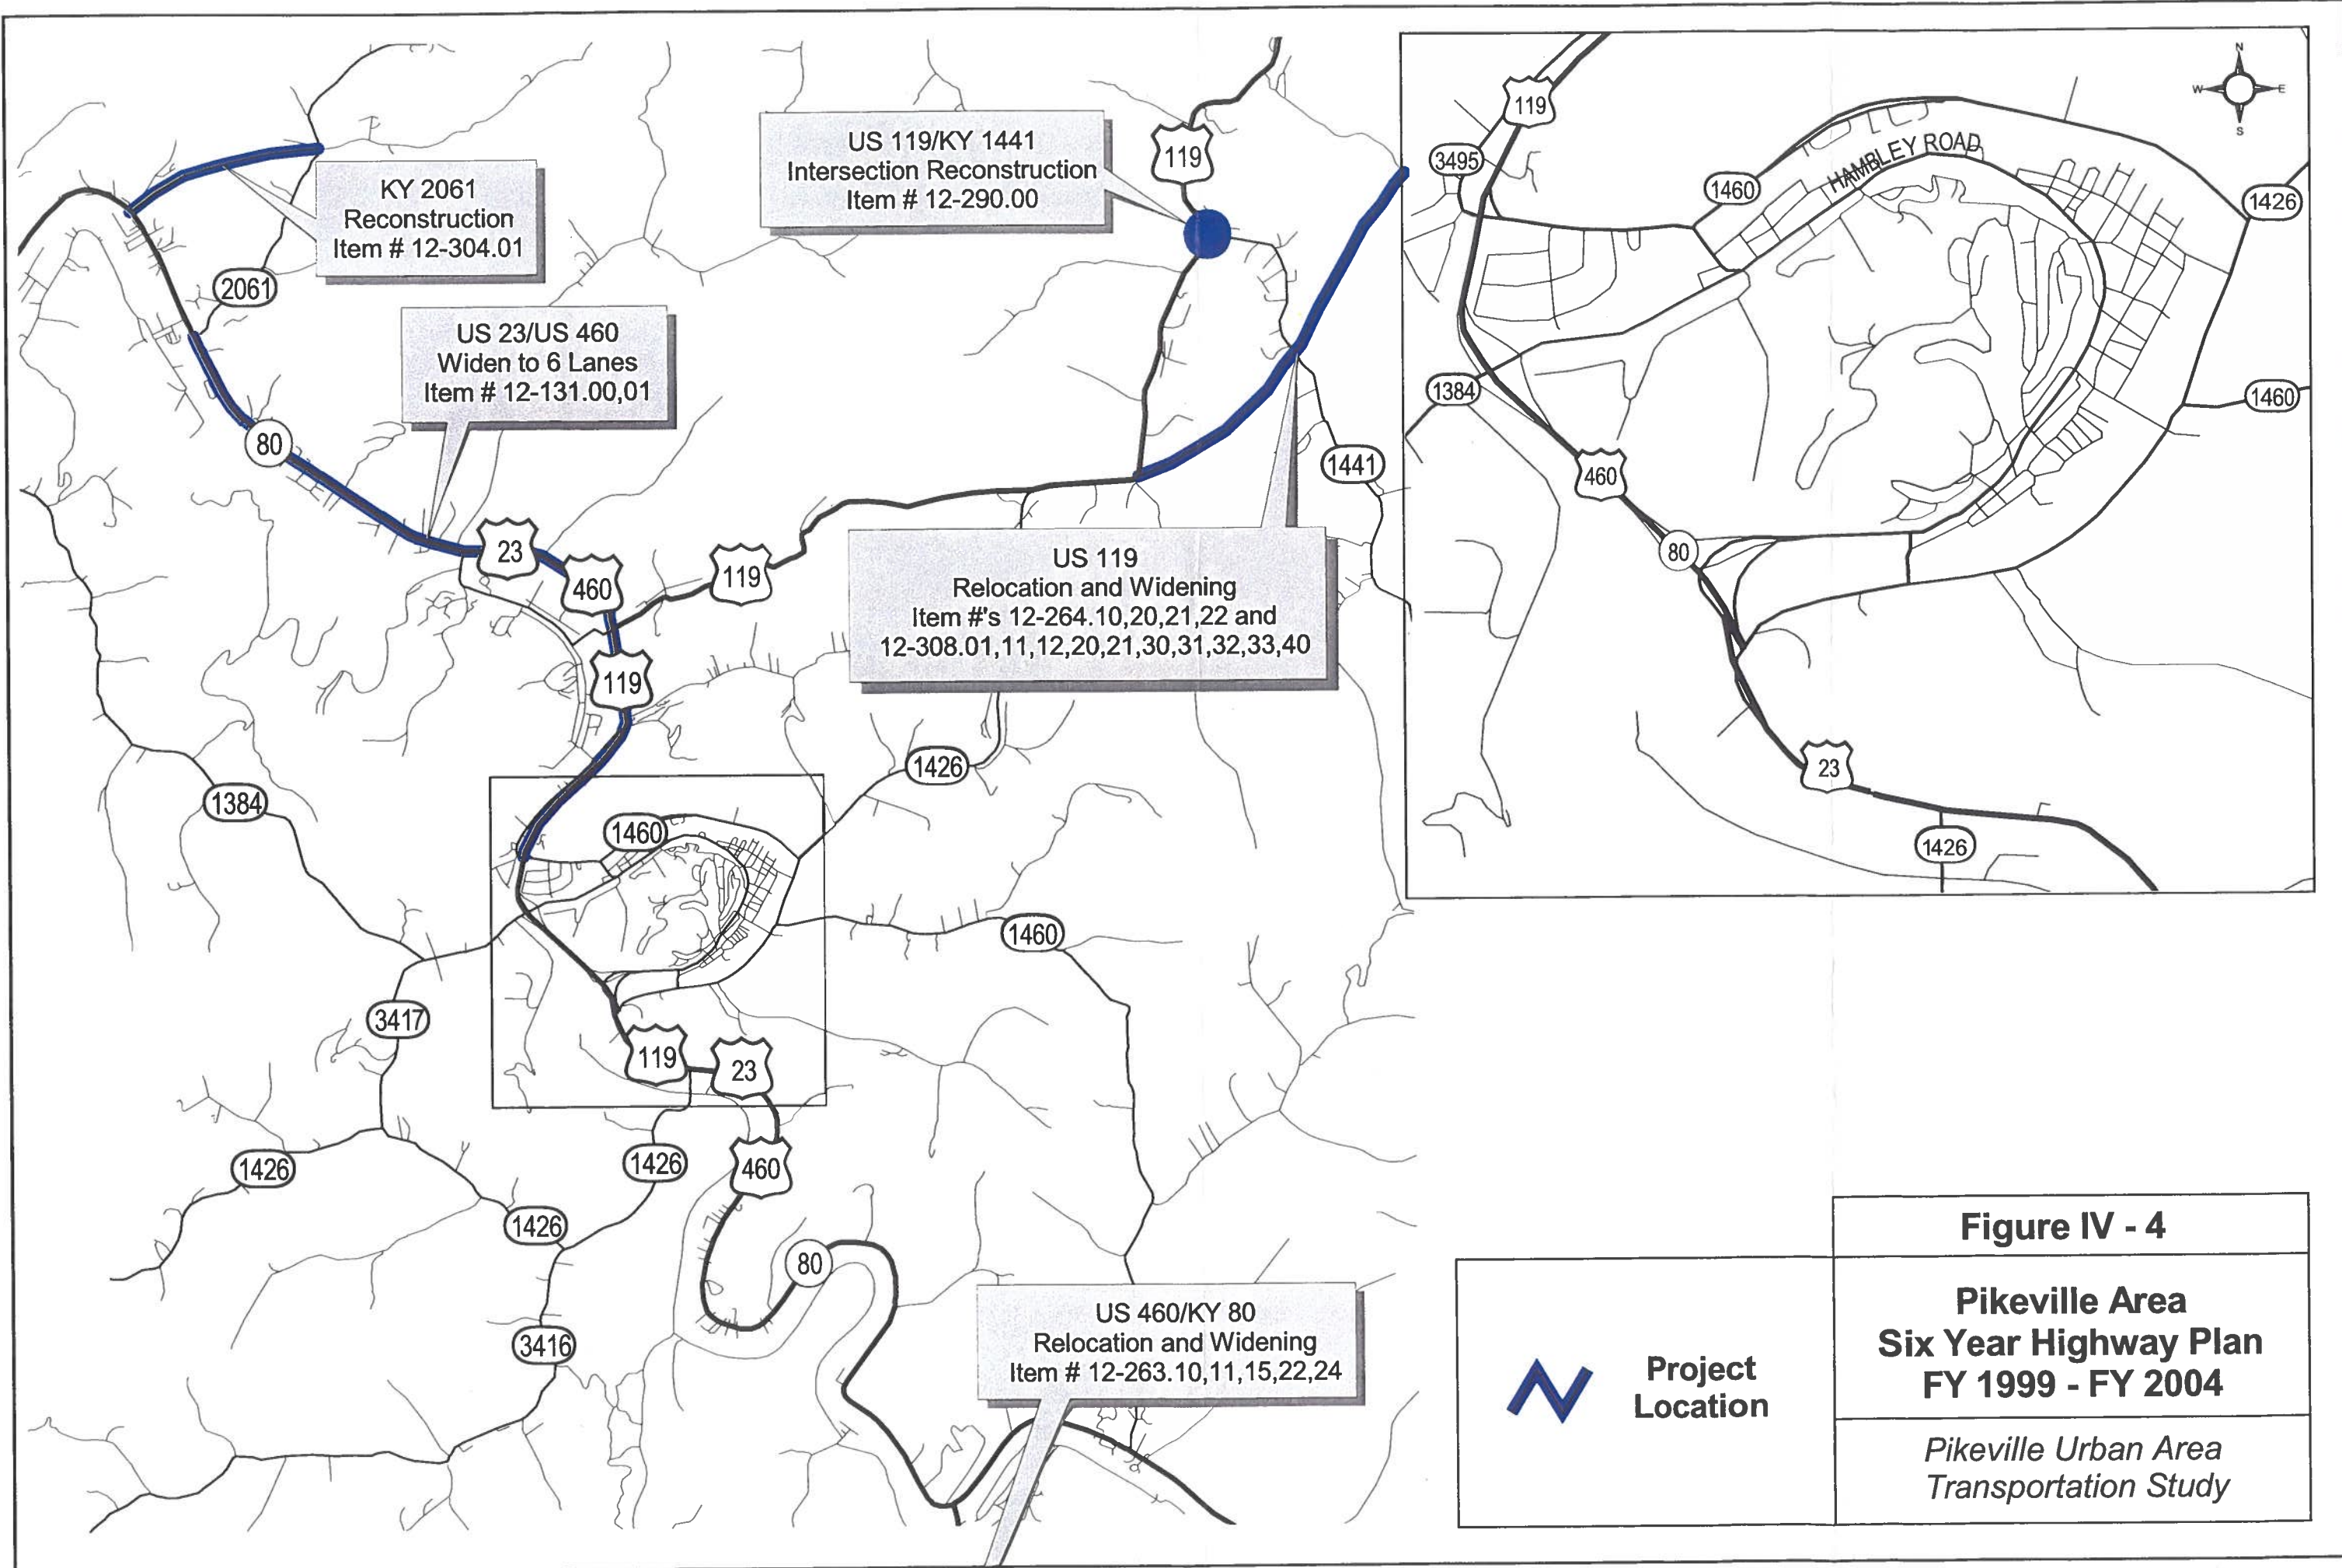 US 119/KY 1441
Intersection Reconstruction
Item # 12-290.00
KY 2061
Reconstruction
Item # 12-304.01
US 23/US 460
Widen to 6 Lanes
Item # 12-131.00,01
US 119
Relocation and Widening
Item #'s 12-264.10,20,21,22 and
12-308.01,11,12,20,21,30,31,32,33,40
US 460/KY 80
Relocation and Widening
Item # 12-263.10,11,15,22,24
119
2061
80
1441
23
460
119
119
1426
1384
1460
1460
3417
119
23
1426
1426
460
1426
80
3416
N
W
E
S
119
3495
HAMBLEY ROAD
1460
1426
1384
1460
460
80
23
1426
Project
Location
Figure IV - 4
Pikeville Area
Six Year Highway Plan
FY 1999 - FY 2004
Pikeville Urban Area
Transportation Study